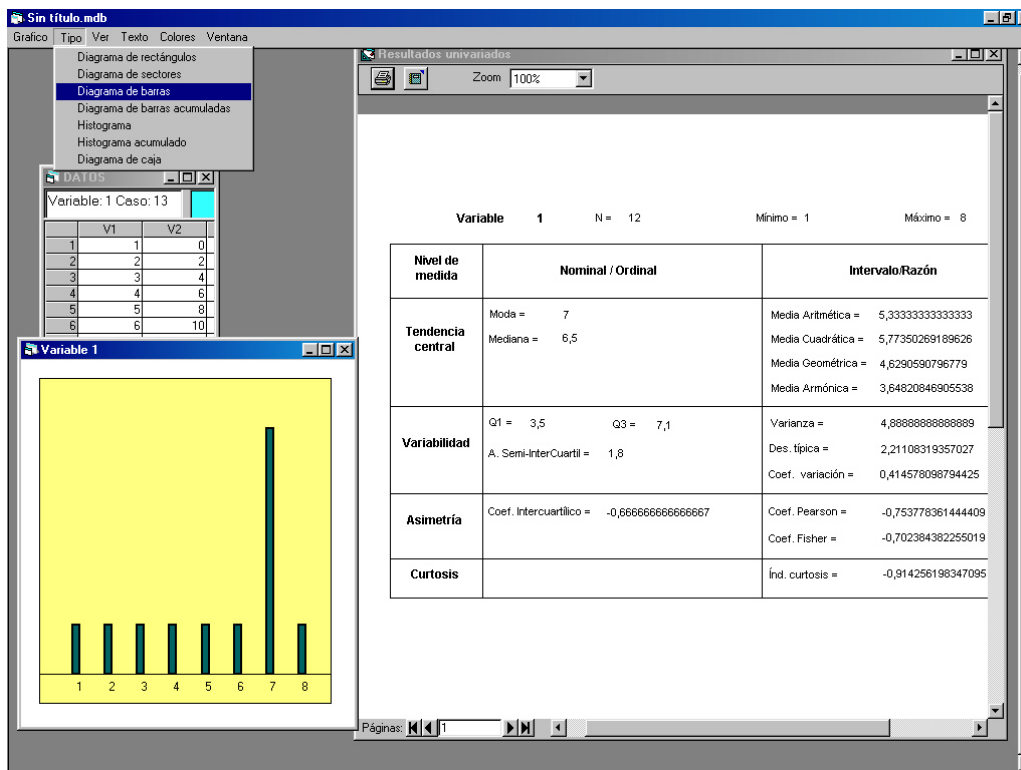 Sin título.mdb
Grafico Tipo Ver Texto Colores Ventana
Diagrama de rectángulos
Diagrama de sectores
Diagrama de barras
Diagrama de barras acumuladas
Histograma
Histograma acumulado
Diagrama de caja
DATOS
Variable: 1 Caso: 13
V1 V2
1 1 0
2 2 2
3 3 4
4 4 6
5 5 8
6 6 10
Variable 1
1 2 3 4 5 6 7 8
Resultados univariados
Zoom 100%
Variable 1 N = 12 Mínimo = 1 Máximo = 8
Nivel de medida Nominal / Ordinal Intervalo/Razón
Tendencia central
Moda = 7
Mediana = 6,5
Media Aritmética = 5,33333333333333
Media Cuadrática = 5,77350269189626
Media Geométrica = 4,6290590796779
Media Armónica = 3,64820846905538
Variabilidad
Q1 = 3,5 Q3 = 7,1
A. Semi-InterCuartil = 1,8
Varianza = 4,88888888888889
Des. típica = 2,21108319357027
Coef. variación = 0,414578098794425
Asimetría
Coef. Intercuartílico = -0,666666666666667
Coef. Pearson = -0,753778361444409
Coef. Fisher = -0,702384382255019
Curtosis
Índ. curtosis = -0,914256198347095
Páginas: 1